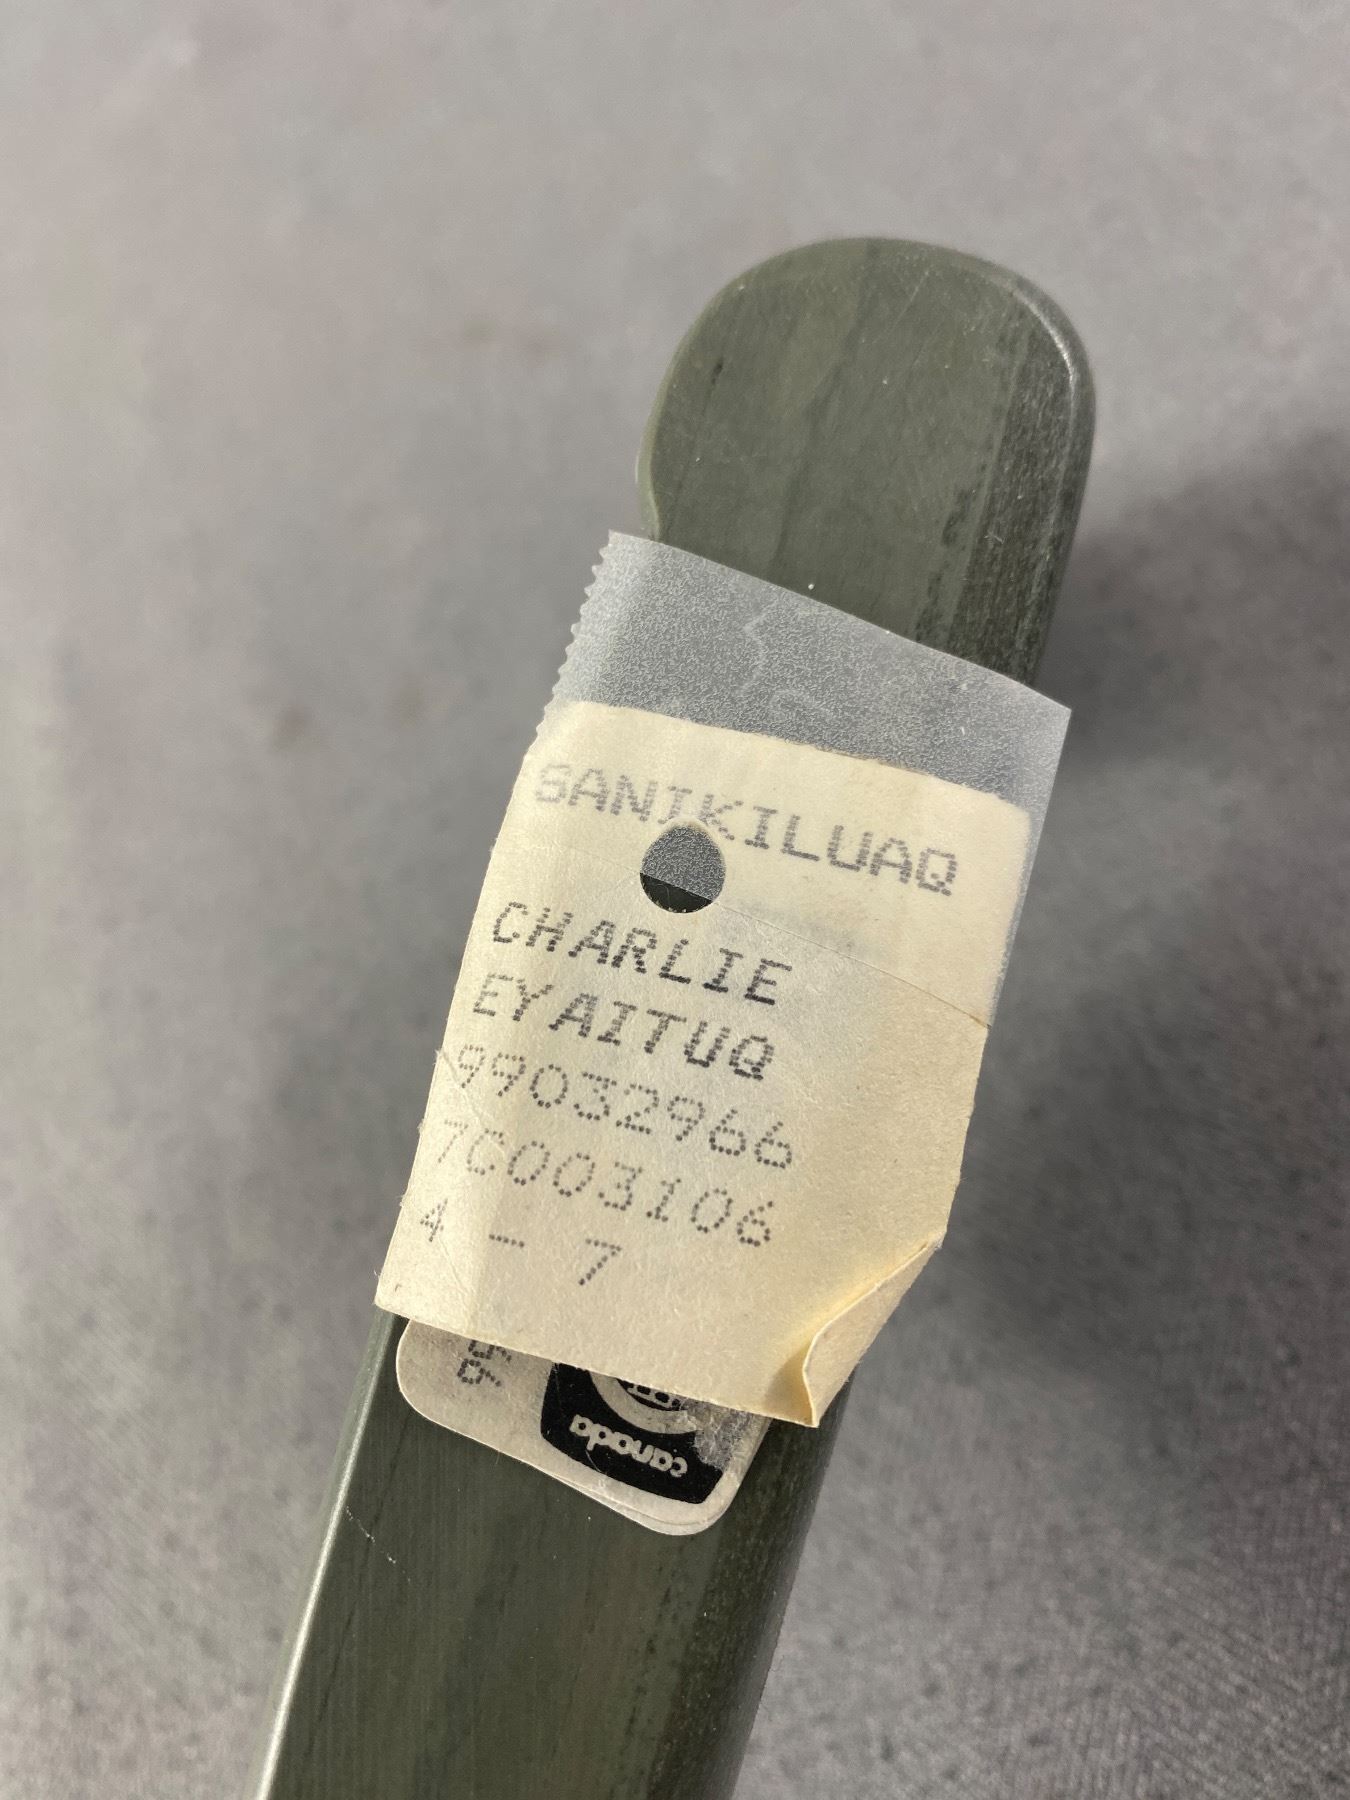 SANIKILUAQ
CHARLIE
EYAITUQ
99032966
7C003106
4 - 7
canada